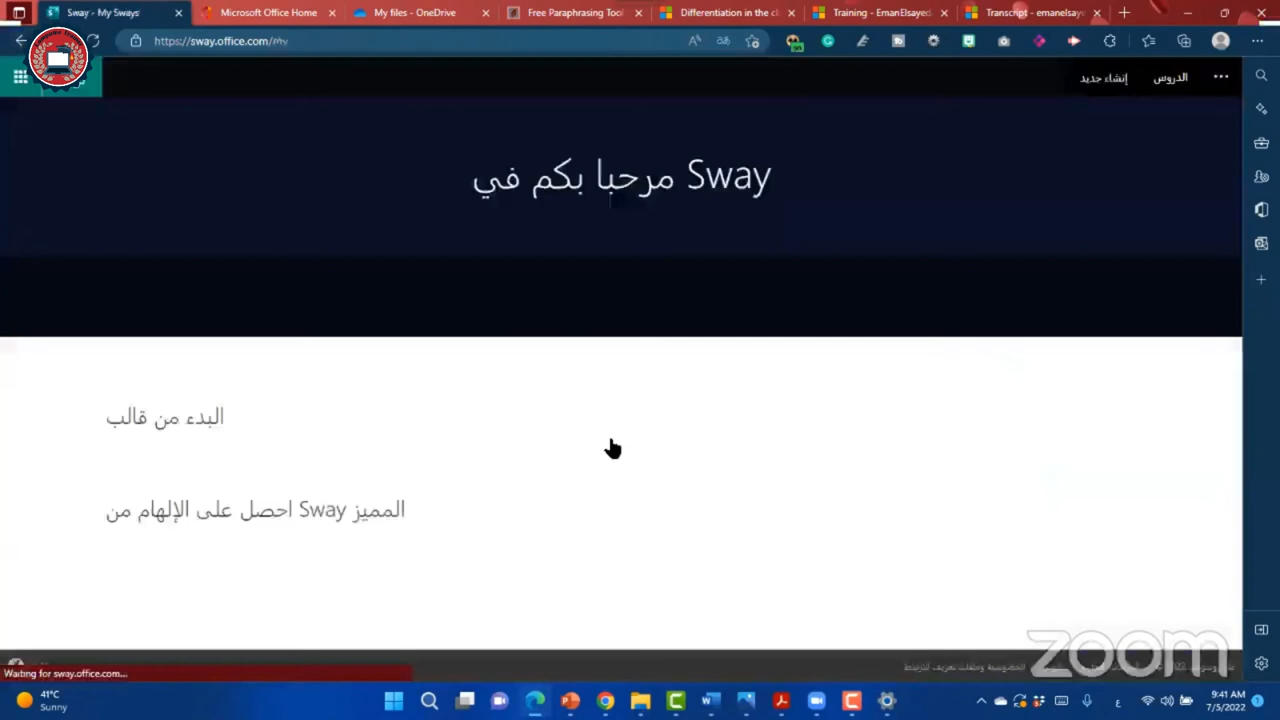 Sway - My Sways
Microsoft Office Home
My files - OneDrive
Free Paraphrasing Tool
Differentiation in the cl
Training - EmanElsayed
Transcript - emanelsaye
https://sway.office.com/my
إنشاء جديد
الدروس
مرحبا بكم في Sway
البدء من قالب
احصل على الإلهام من Sway المميز
zoom
Waiting for sway.office.com...
41°C
Sunny
9:41 AM
7/5/2022